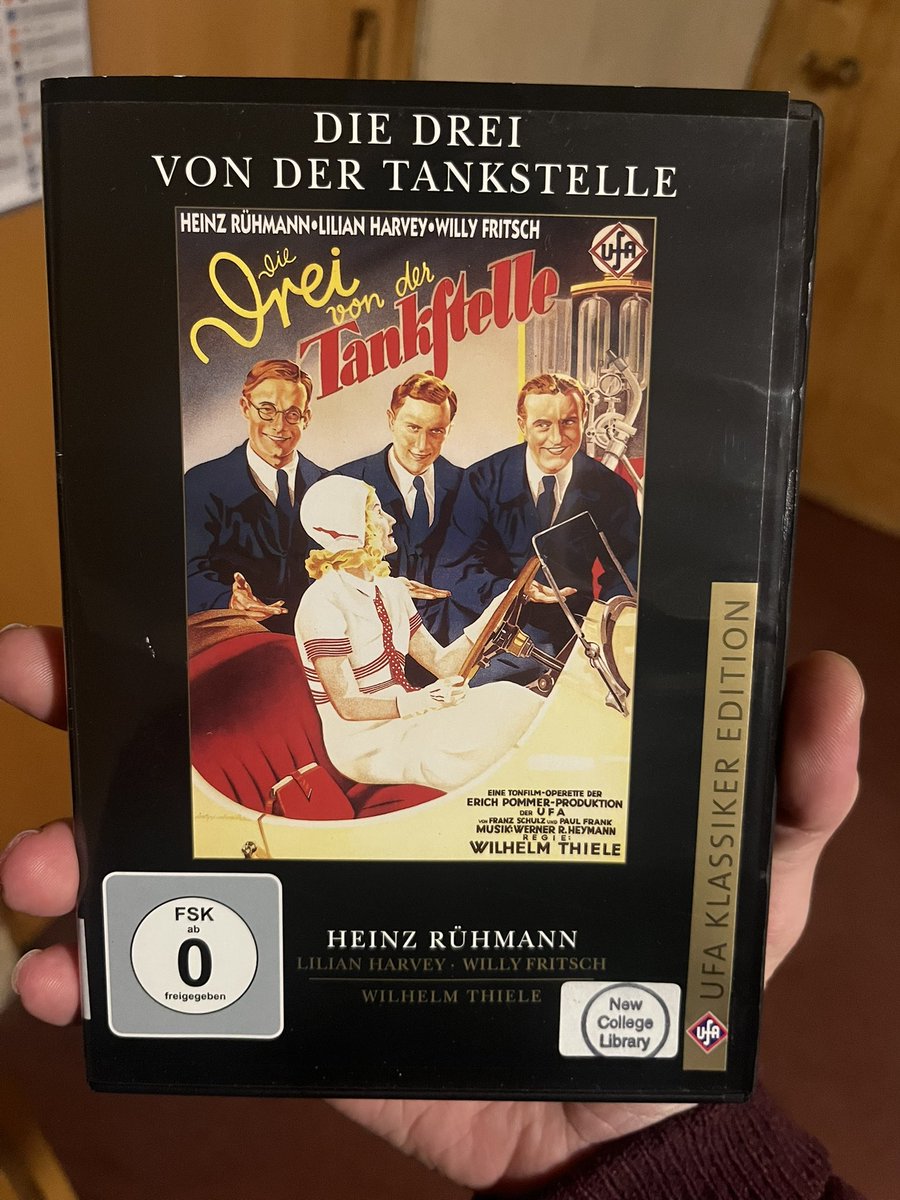 DIE DREI
VON DER TANKSTELLE
HEINZ RÜHMANN•LILIAN HARVEY•WILLY FRITSCH
UFA
Die
Drei
von der
Tankstelle
EINE TONFILM-OPERETTE DER
ERICH POMMER-PRODUKTION
DER UFA
VON FRANZ SCHULZ UND PAUL FRANK
MUSIK: WERNER R. HEYMANN
REGIE:
WILHELM THIELE
UFA KLASSIKER EDITION
UFA
FSK
ab
0
freigegeben
HEINZ RÜHMANN
LILIAN HARVEY · WILLY FRITSCH
WILHELM THIELE
New
College
Library